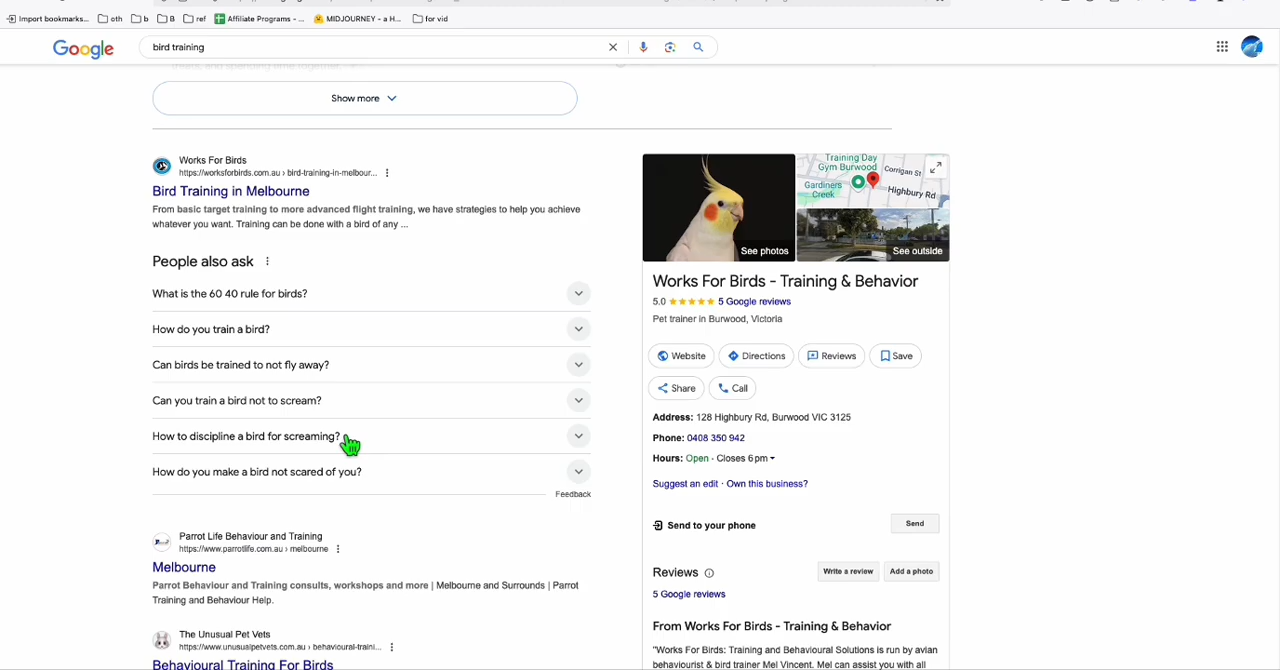 Import bookmarks...
oth
b
B
ref
Affiliate Programs - ...
MIDJOURNEY - a H...
for vid
Google
bird training
Show more
Works For Birds
https://worksforbirds.com.au › bird-training-in-melbour...
Bird Training in Melbourne
From basic target training to more advanced flight training, we have strategies to help you achieve
whatever you want. Training can be done with a bird of any ...
People also ask
What is the 60 40 rule for birds?
How do you train a bird?
Can birds be trained to not fly away?
Can you train a bird not to scream?
How to discipline a bird for screaming?
How do you make a bird not scared of you?
Feedback
Parrot Life Behaviour and Training
https://www.parrotlife.com.au › melbourne
Melbourne
Parrot Behaviour and Training consults, workshops and more | Melbourne and Surrounds | Parrot
Training and Behaviour Help.
The Unusual Pet Vets
https://www.unusualpetvets.com.au › behavioural-traini...
Behavioural Training For Birds
See photos
Training Day
Gym Burwood
Corrigan St
Gardiners
Creek
Highbury Rd
See outside
Works For Birds - Training & Behavior
5.0 ★★★★★ 5 Google reviews
Pet trainer in Burwood, Victoria
Website
Directions
Reviews
Save
Share
Call
Address: 128 Highbury Rd, Burwood VIC 3125
Phone: 0408 350 942
Hours: Open · Closes 6 pm
Suggest an edit · Own this business?
Send to your phone
Send
Reviews
Write a review
Add a photo
5 Google reviews
From Works For Birds - Training & Behavior
"Works For Birds: Training and Behavioural Solutions is run by avian
behaviourist & bird trainer Mel Vincent. Mel can assist you with all